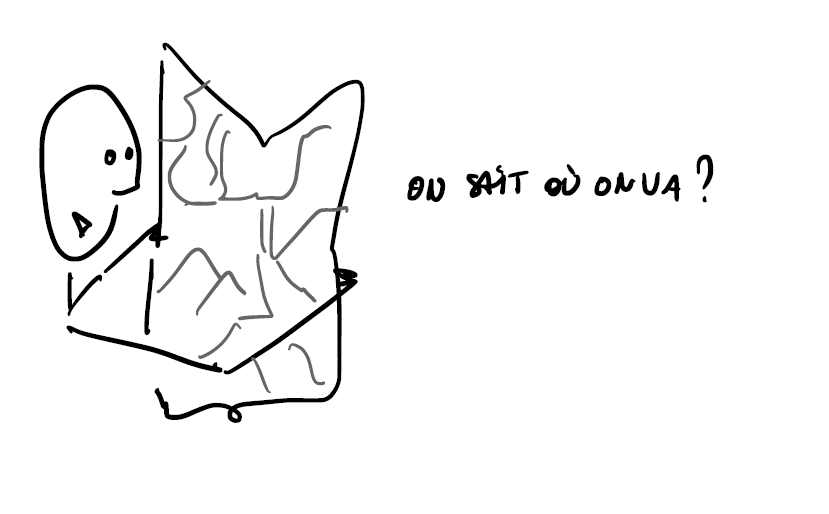 ON SAIT OÙ ON VA ?